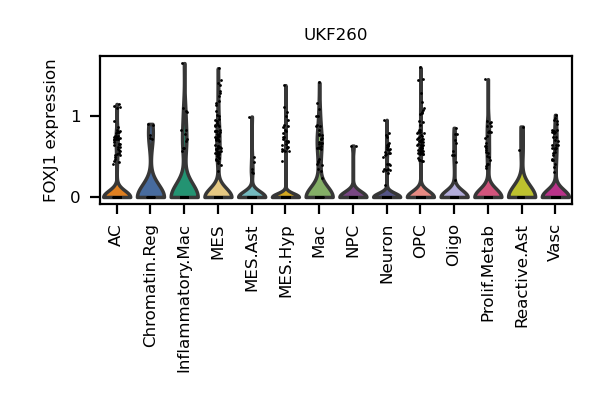 UKF260
FOXJ1 expression
1
0
AC
Chromatin.Reg
Inflammatory.Mac
MES
MES.Ast
MES.Hyp
Mac
NPC
Neuron
OPC
Oligo
Prolif.Metab
Reactive.Ast
Vasc